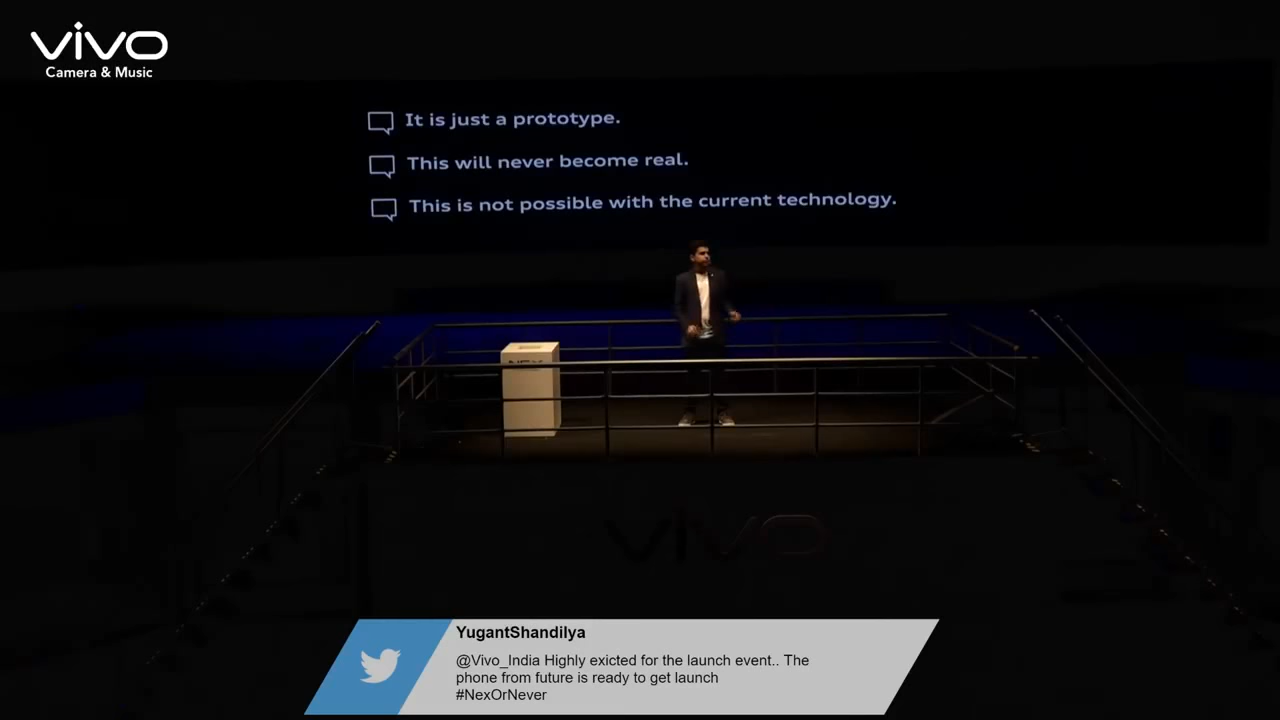 vivo
Camera & Music
It is just a prototype.
This will never become real.
This is not possible with the current technology.
vivo
YugantShandilya
@Vivo_India Highly exicted for the launch event.. The
phone from future is ready to get launch
#NexOrNever